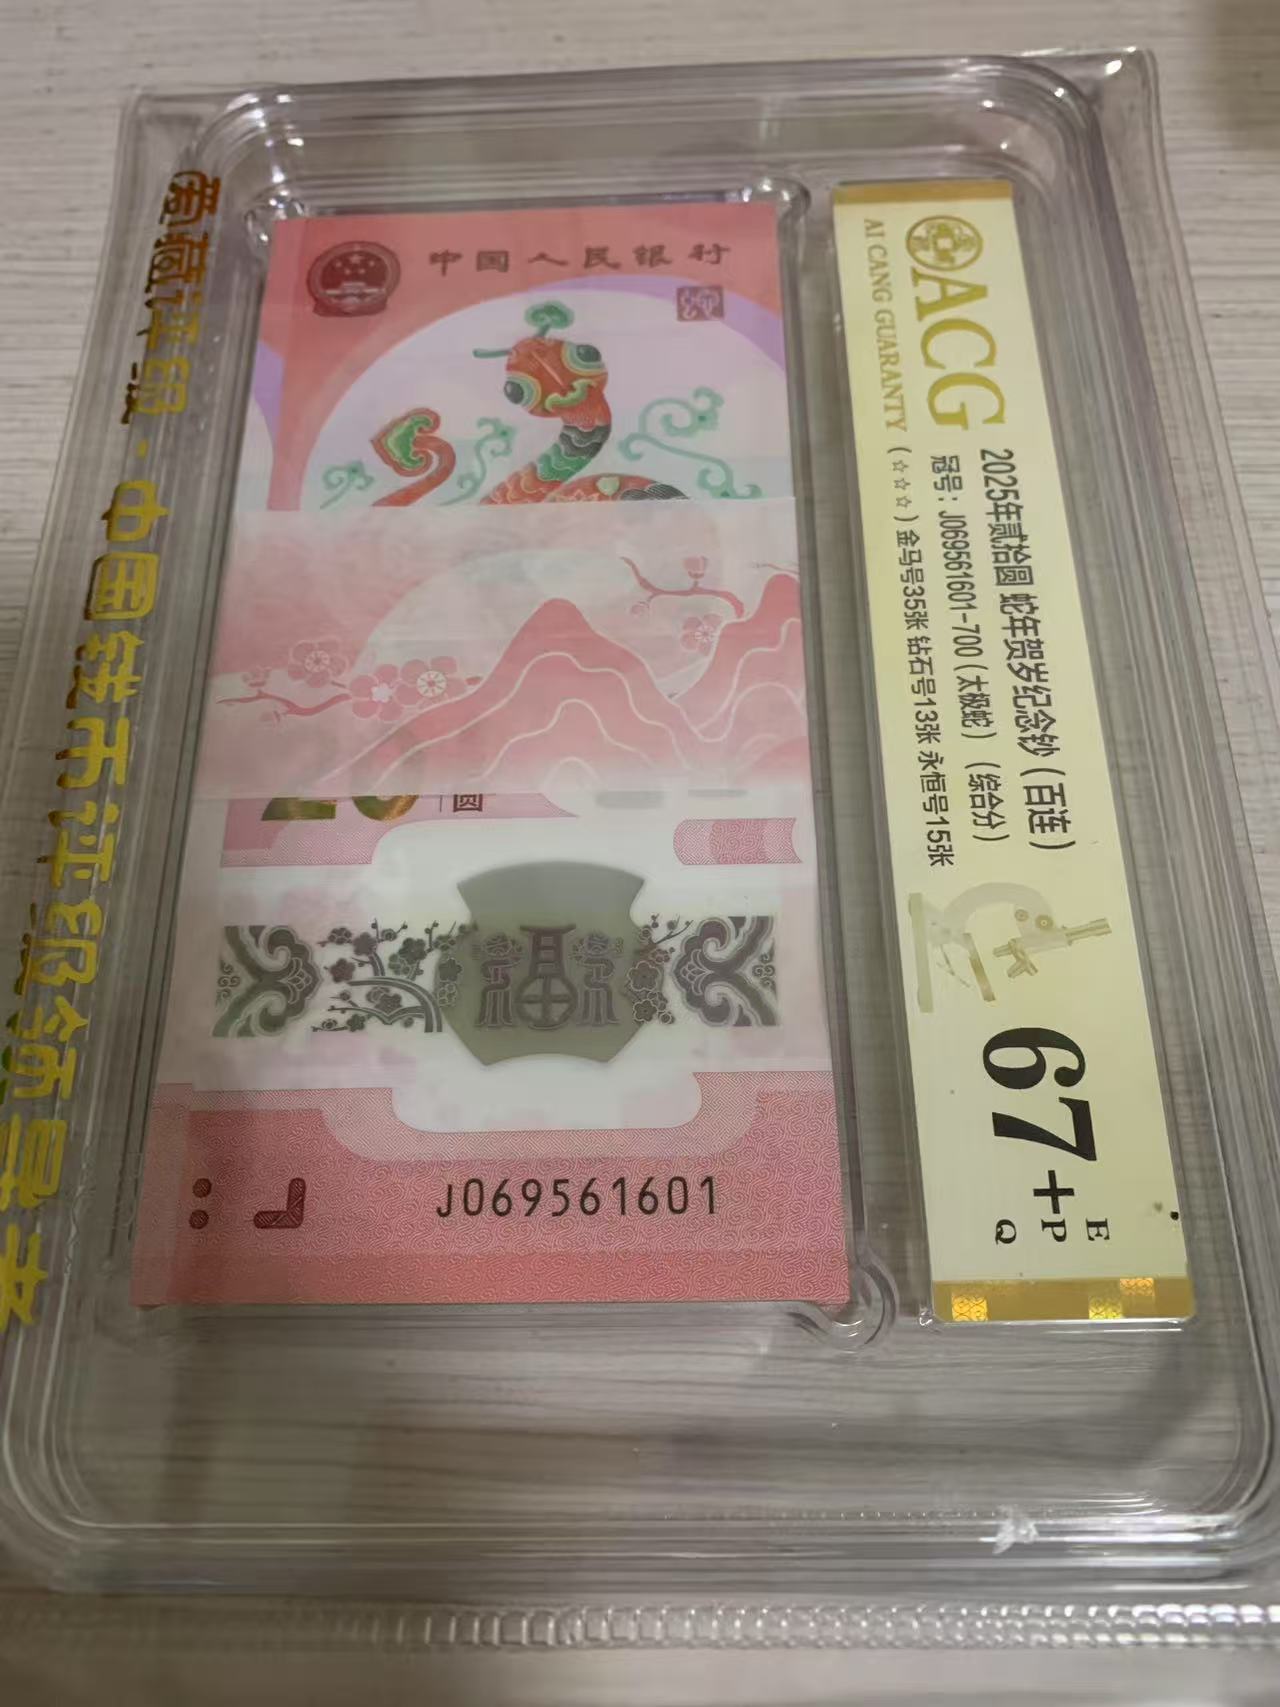 爱藏评级-中国钱币评级领导者
中国人民银行
20
圆
J069561601
ACG
AI CANG GUARANTY
2025年贰拾圆 蛇年贺岁纪念钞(百连)
冠号:J069561601-700(太极蛇)(综合分)
(☆☆☆)金马号35张 钻石号13张 永恒号15张
67+
E
P
Q